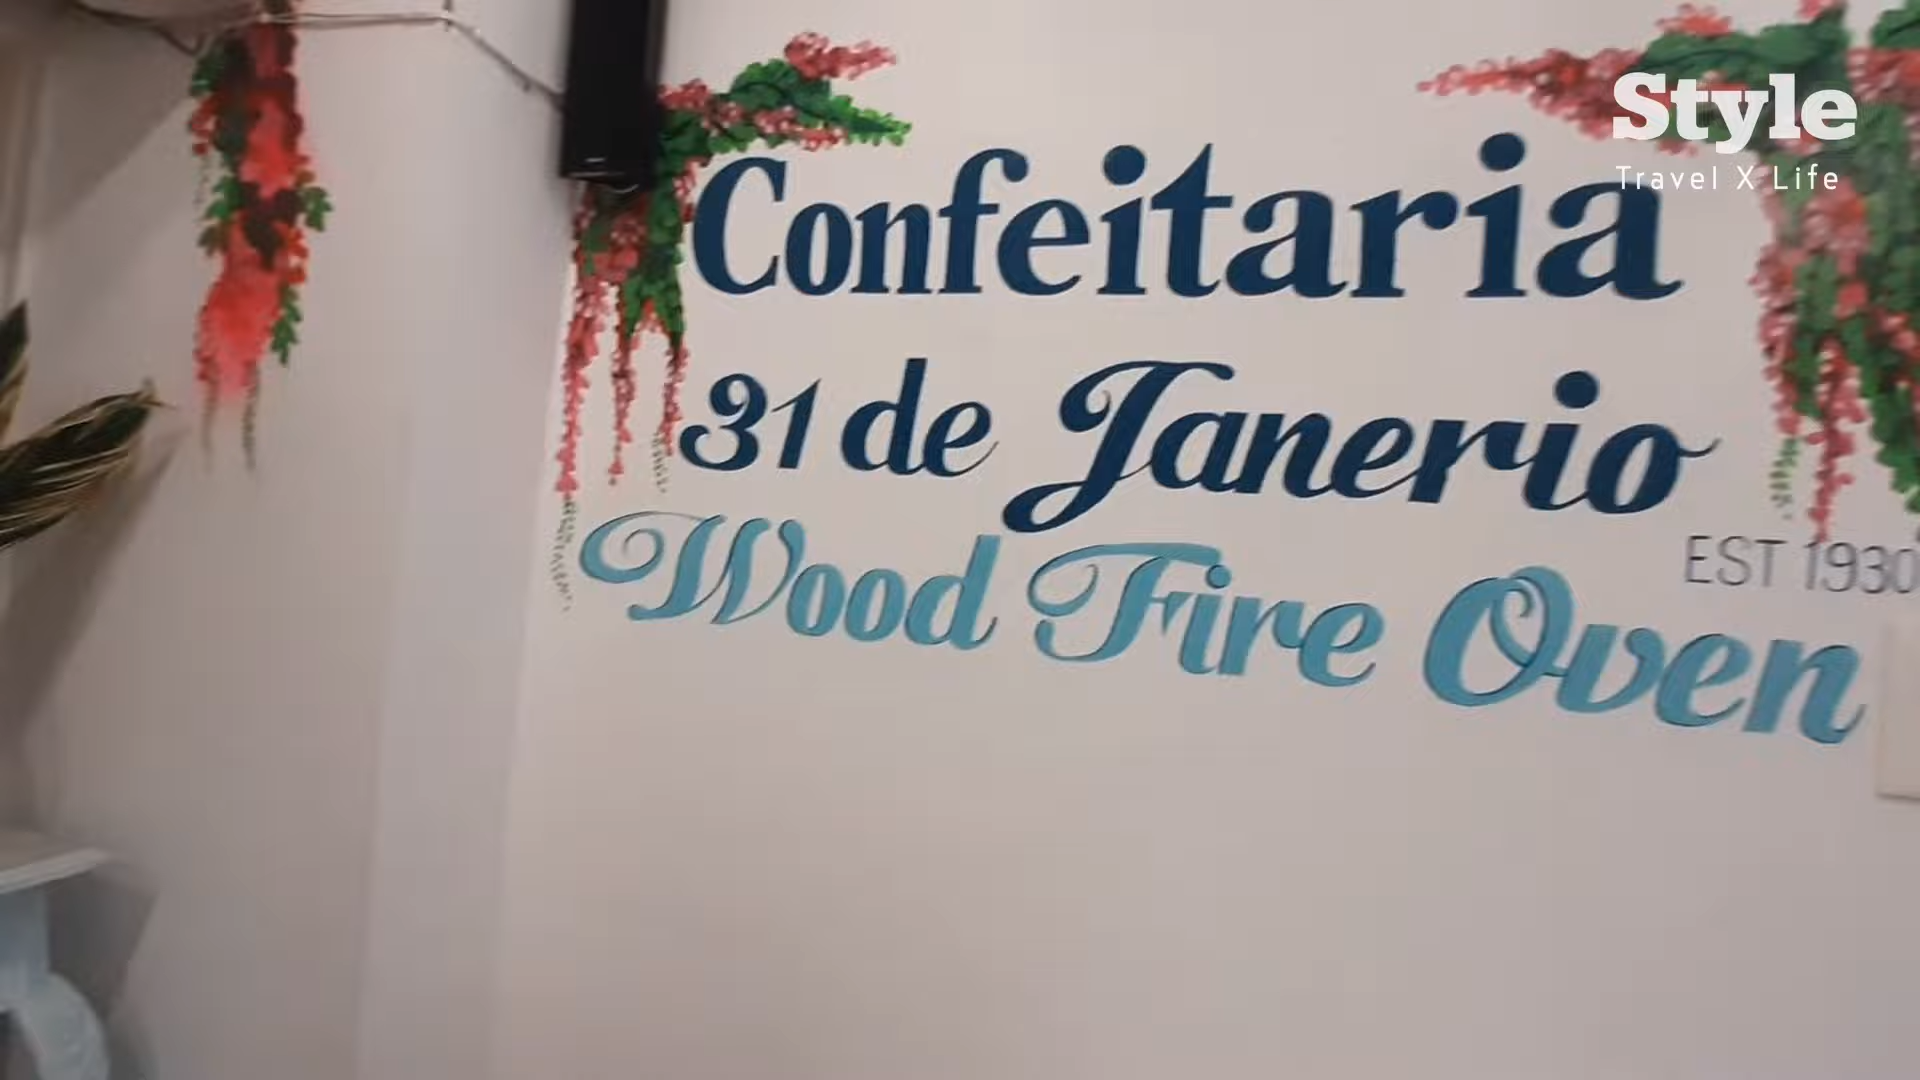 Style
Travel X Life
Confeitaria
31 de Janerio
EST 1930
Wood Fire Oven